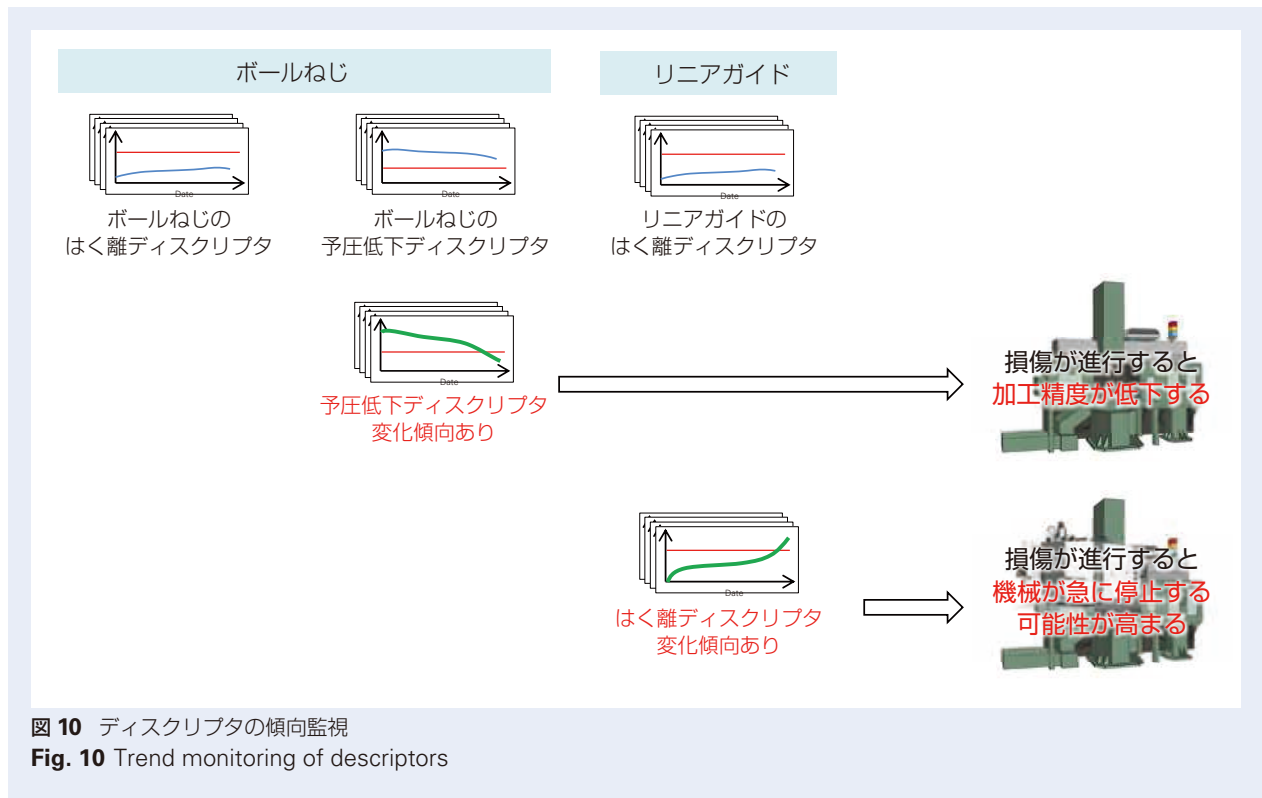 ボールねじ
リニアガイド
Date
Date
Date
ボールねじの
はく離ディスクリプタ
ボールねじの
予圧低下ディスクリプタ
リニアガイドの
はく離ディスクリプタ
Date
予圧低下ディスクリプタ
変化傾向あり
損傷が進行すると
加工精度が低下する
Date
はく離ディスクリプタ
変化傾向あり
損傷が進行すると
機械が急に停止する
可能性が高まる
図 10 ディスクリプタの傾向監視
Fig. 10 Trend monitoring of descriptors